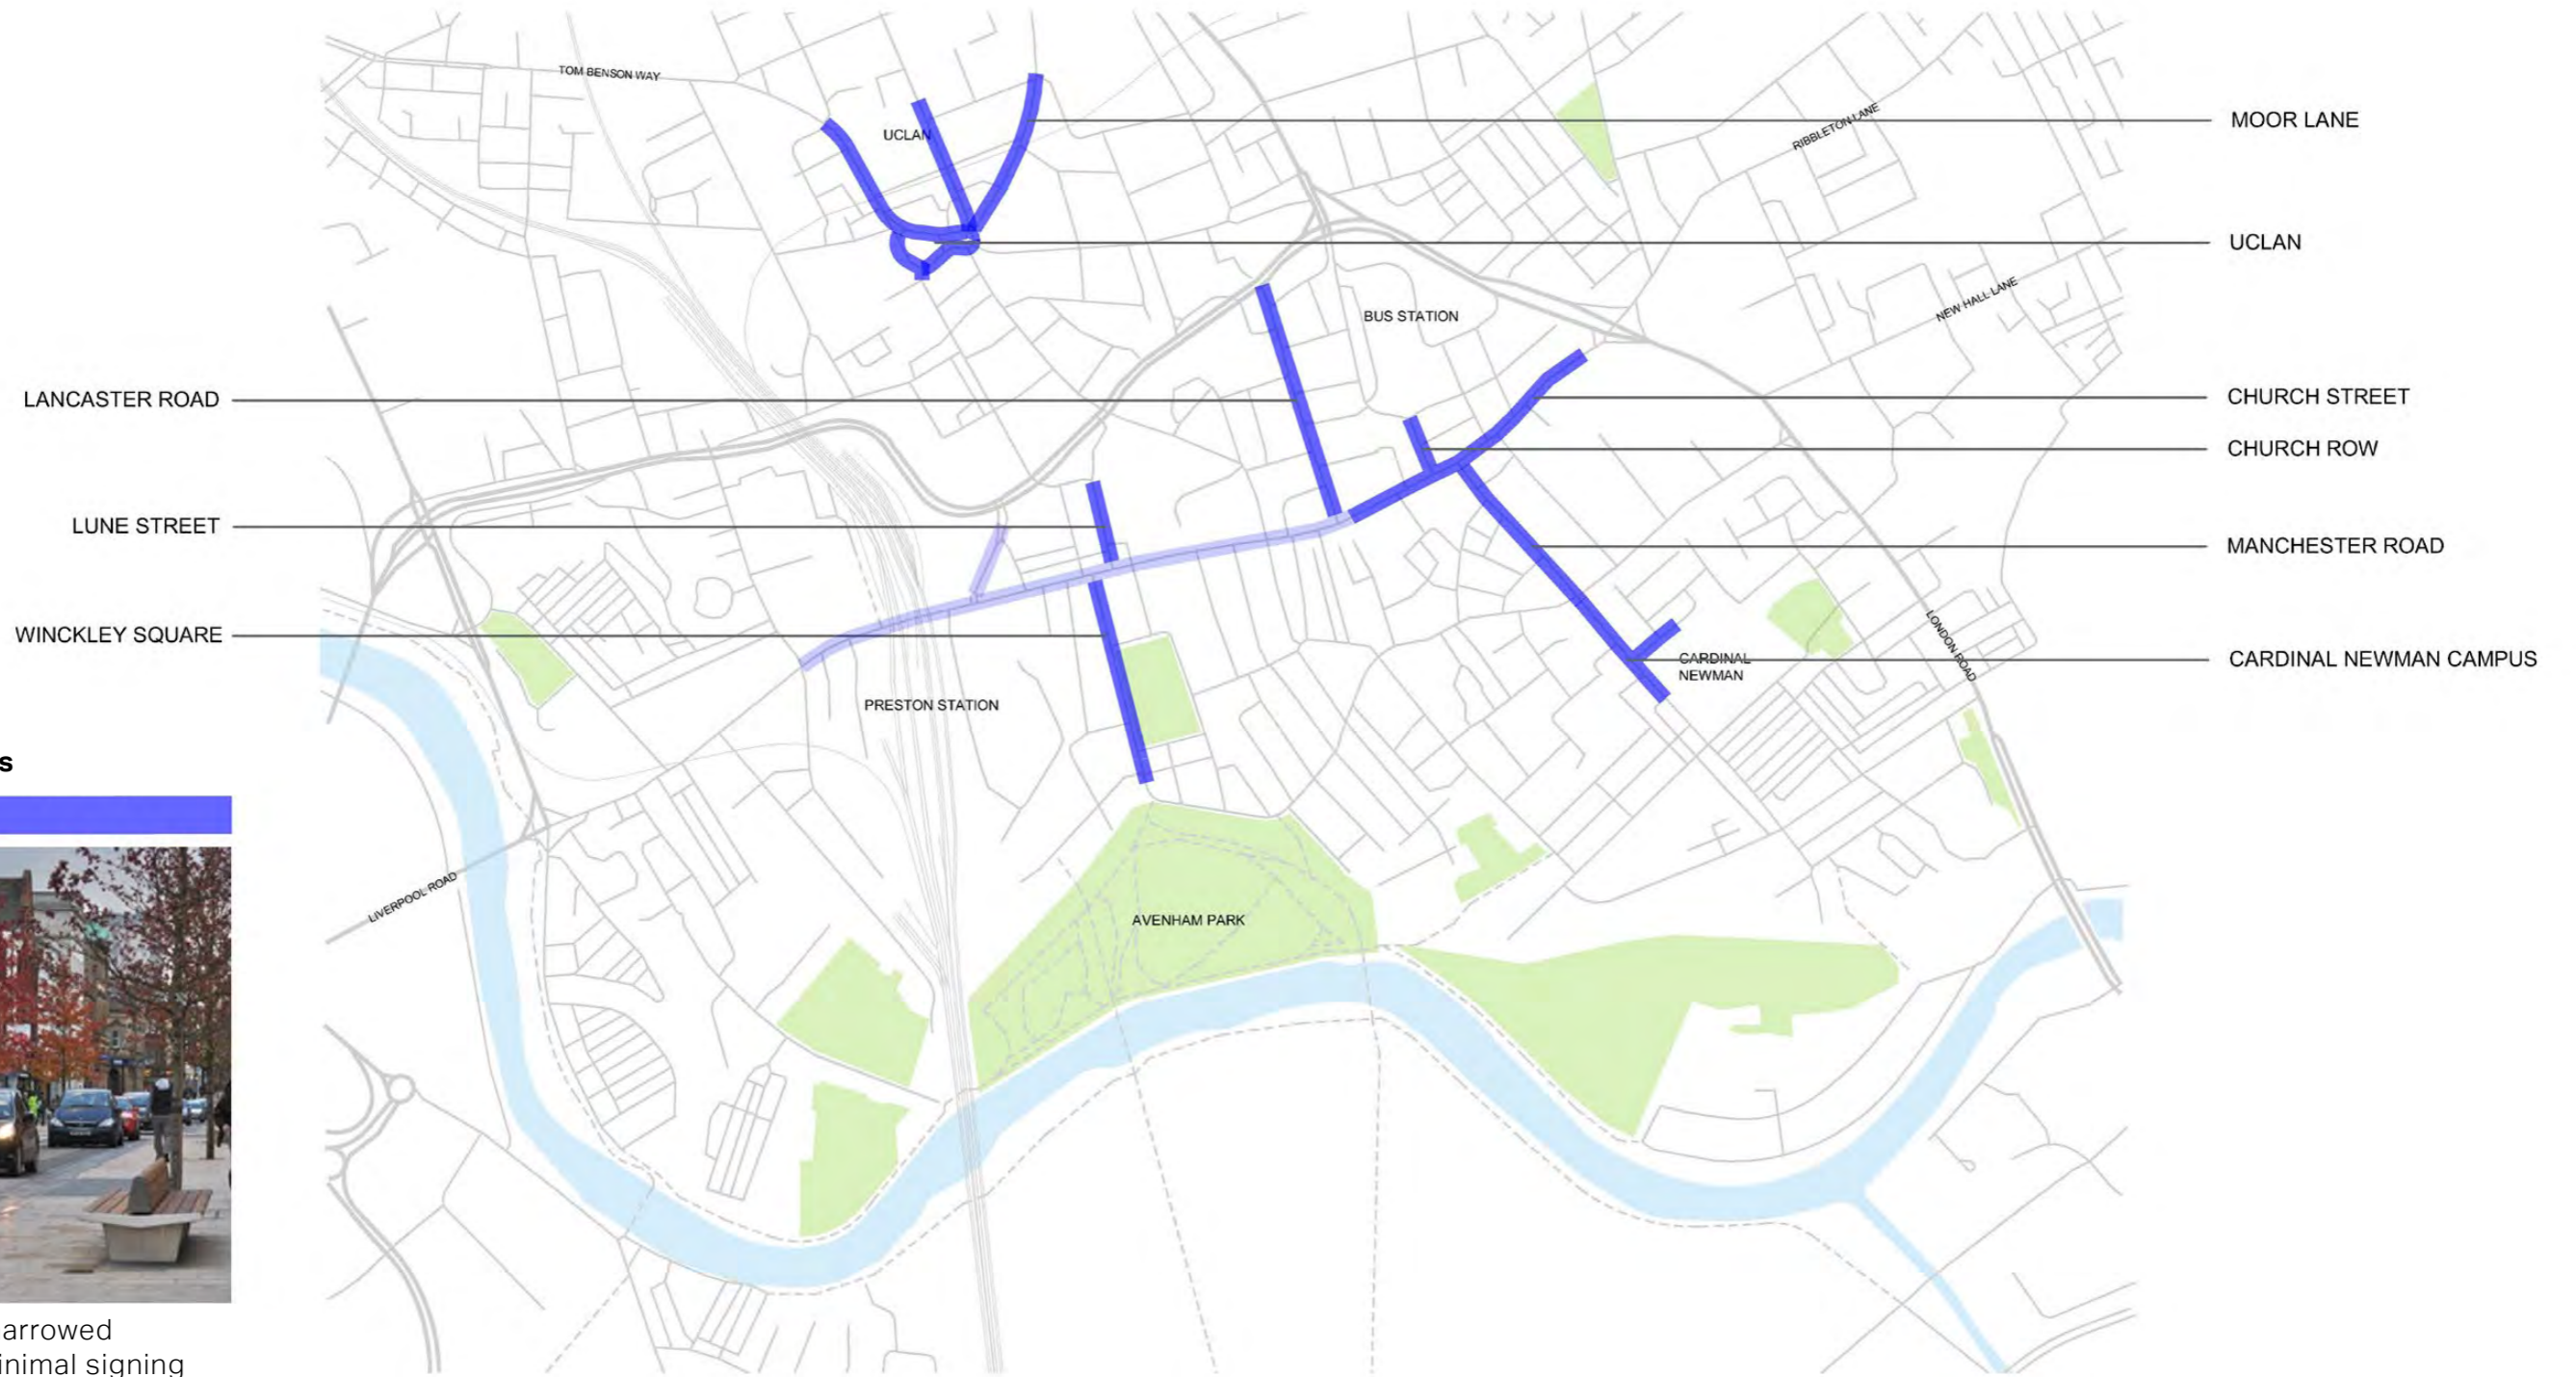 TOM BENSON WAY
UCLAN
RIBBLETON LANE
MOOR LANE
UCLAN
NEW HALL LANE
BUS STATION
LANCASTER ROAD
CHURCH STREET
CHURCH ROW
LUNE STREET
MANCHESTER ROAD
WINCKLEY SQUARE
LONDON ROAD
CARDINAL
NEWMAN
CARDINAL NEWMAN CAMPUS
PRESTON STATION
s
LIVERPOOL ROAD
AVENHAM PARK
arrowed
inimal signing